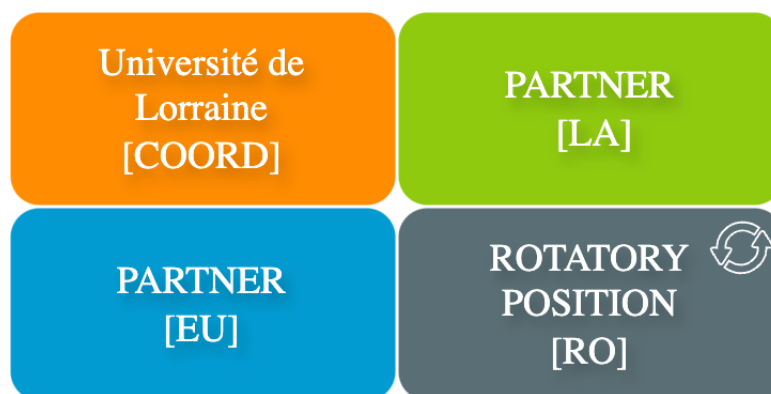 Université de
Lorraine
[COORD]
PARTNER
[LA]
PARTNER
[EU]
ROTATORY
POSITION
[RO]